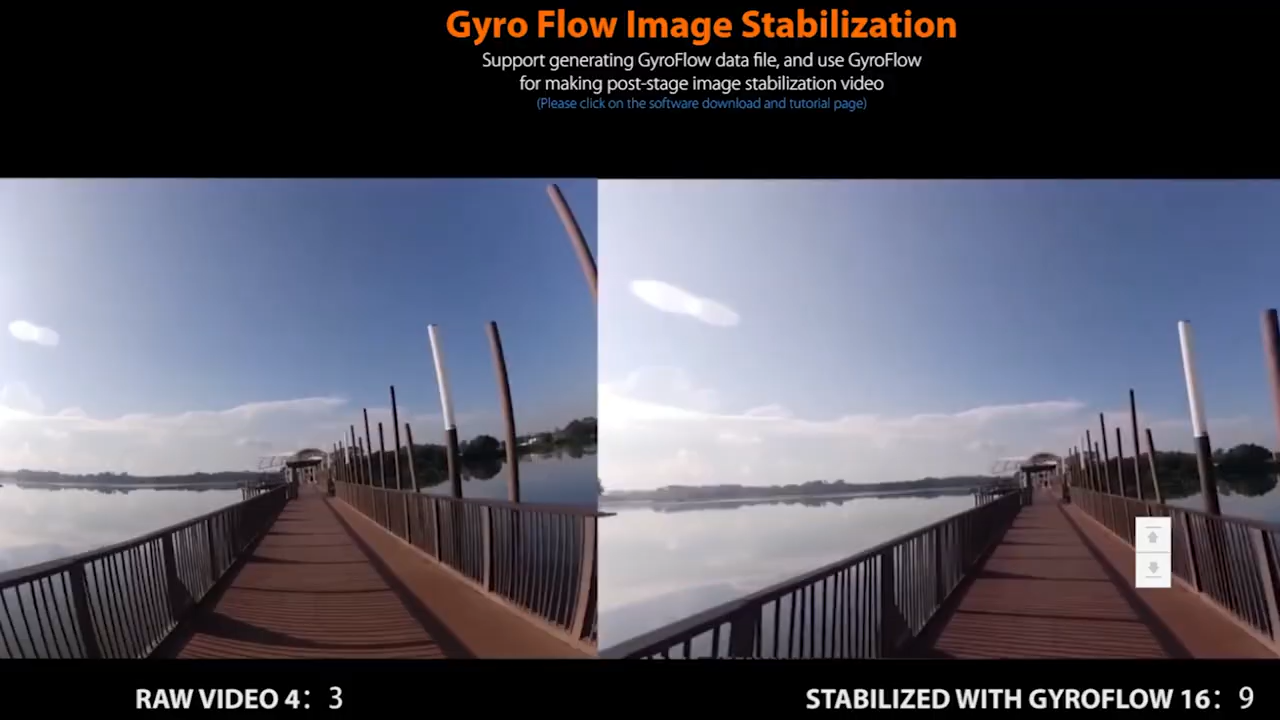 Gyro Flow Image Stabilization
Support generating GyroFlow data file, and use GyroFlow
for making post-stage image stabilization video
(Please click on the software download and tutorial page)
RAW VIDEO 4：3
STABILIZED WITH GYROFLOW 16：9